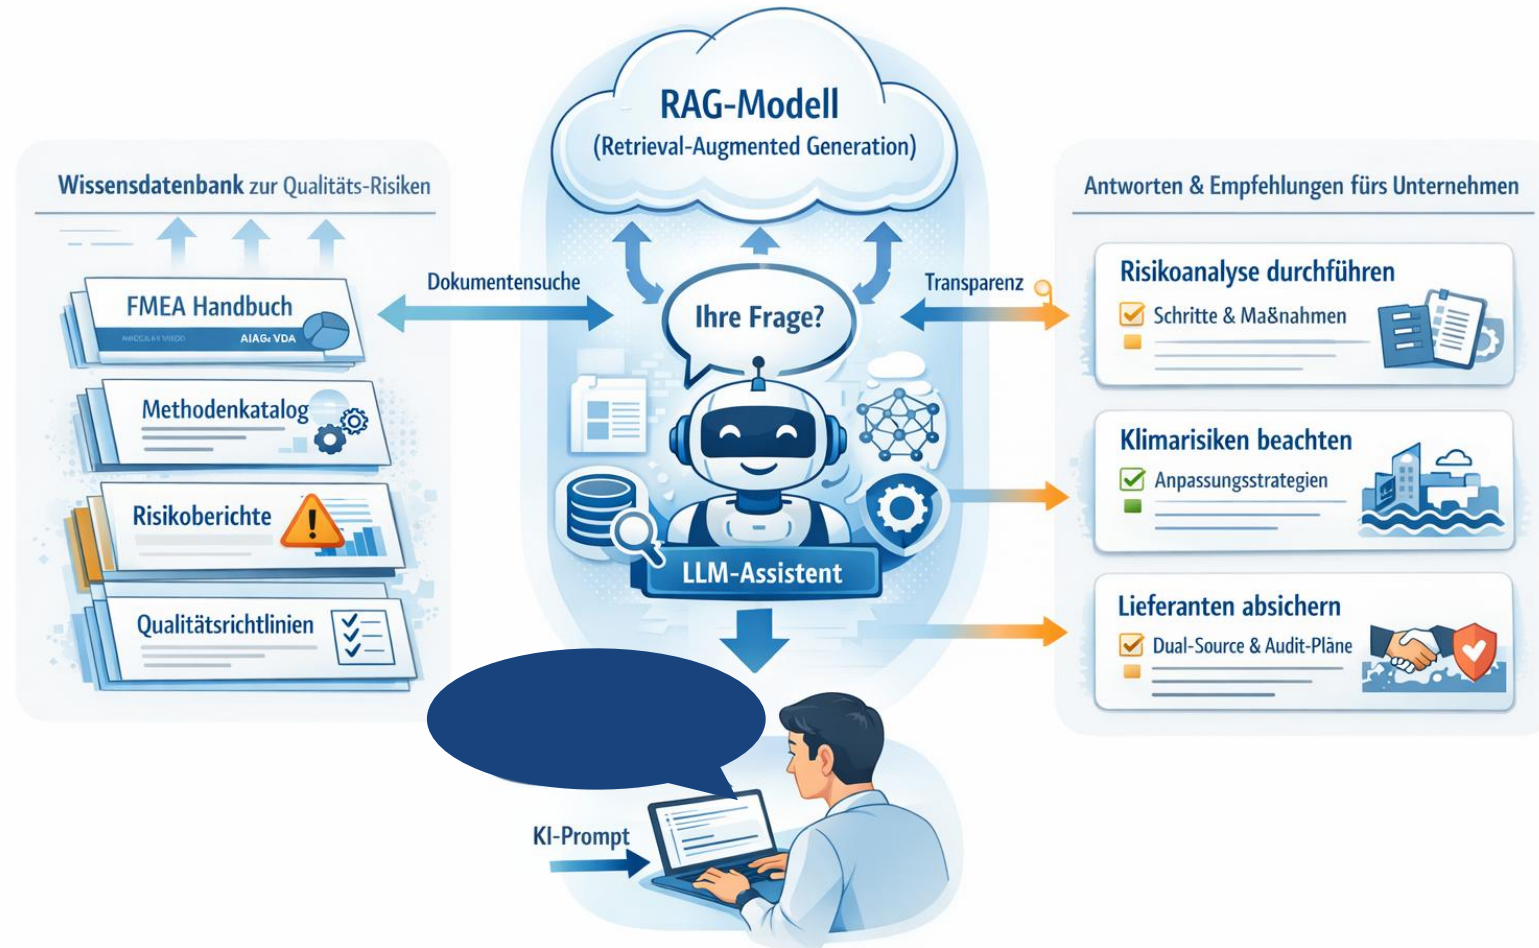 RAG-Modell
(Retrieval-Augmented Generation)
Wissensdatenbank zur Qualitäts-Risiken
FMEA Handbuch
AIAG& VDA
Methodenkatalog
Risikoberichte
Qualitätsrichtlinien
Dokumentensuche
Ihre Frage?
Transparenz
LLM-Assistent
KI-Prompt
Antworten & Empfehlungen fürs Unternehmen
Risikoanalyse durchführen
Schritte & Maßnahmen
Klimarisiken beachten
Anpassungsstrategien
Lieferanten absichern
Dual-Source & Audit-Pläne